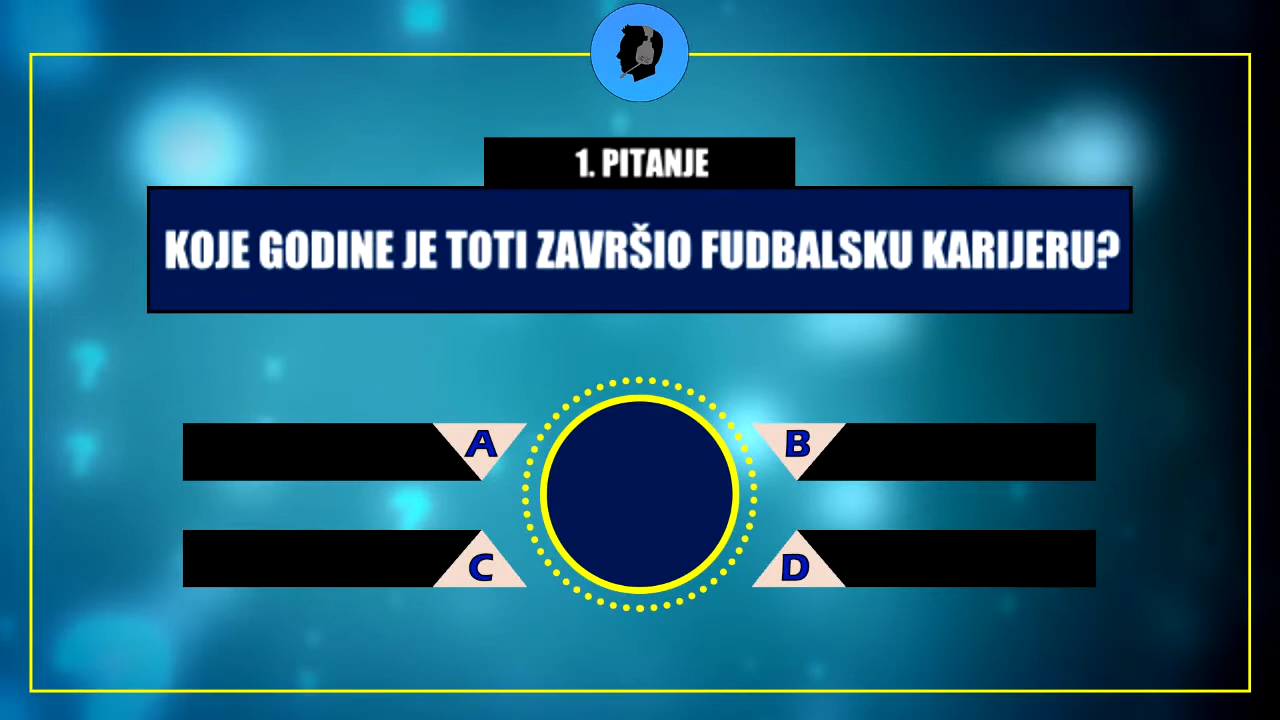 1. PITANJE
KOJE GODINE JE TOTI ZAVRŠIO FUDBALSKU KARIJERU?
A
B
C
D